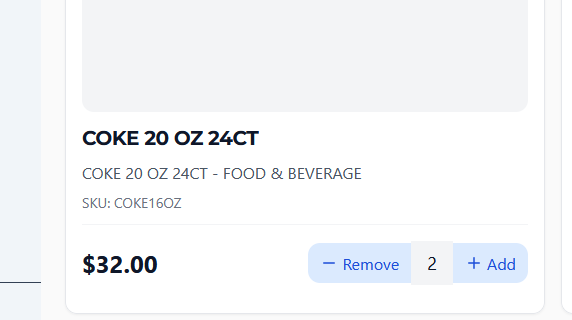 COKE 20 OZ 24CT
COKE 20 OZ 24CT - FOOD & BEVERAGE
SKU: COKE16OZ
$32.00 − Remove 2 + Add